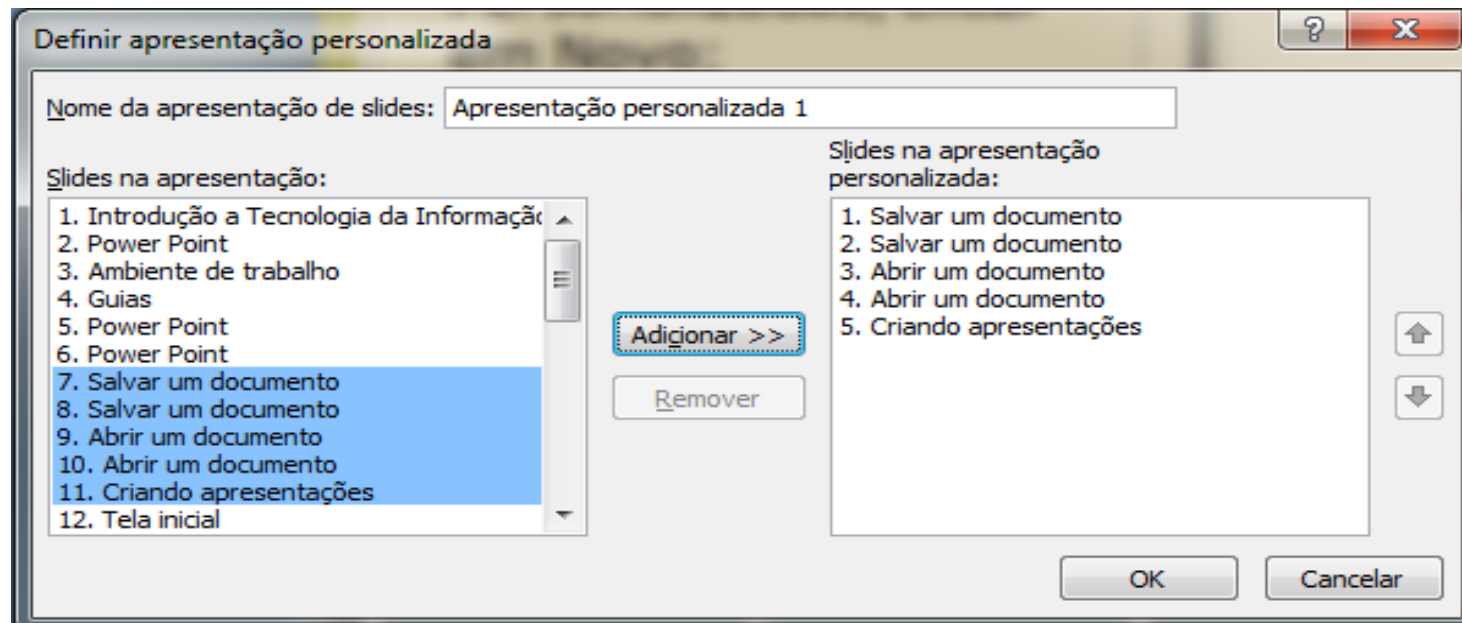 em Novo:
Definir apresentação personalizada
Nome da apresentação de slides: Apresentação personalizada 1
Slides na apresentação:
1. Introdução a Tecnologia da Informaçã
2. Power Point
3. Ambiente de trabalho
4. Guias
5. Power Point
6. Power Point
7. Salvar um documento
8. Salvar um documento
9. Abrir um documento
10. Abrir um documento
11. Criando apresentações
12. Tela inicial
Adicionar >>
Remover
Slides na apresentação
personalizada:
1. Salvar um documento
2. Salvar um documento
3. Abrir um documento
4. Abrir um documento
5. Criando apresentações
OK
Cancelar